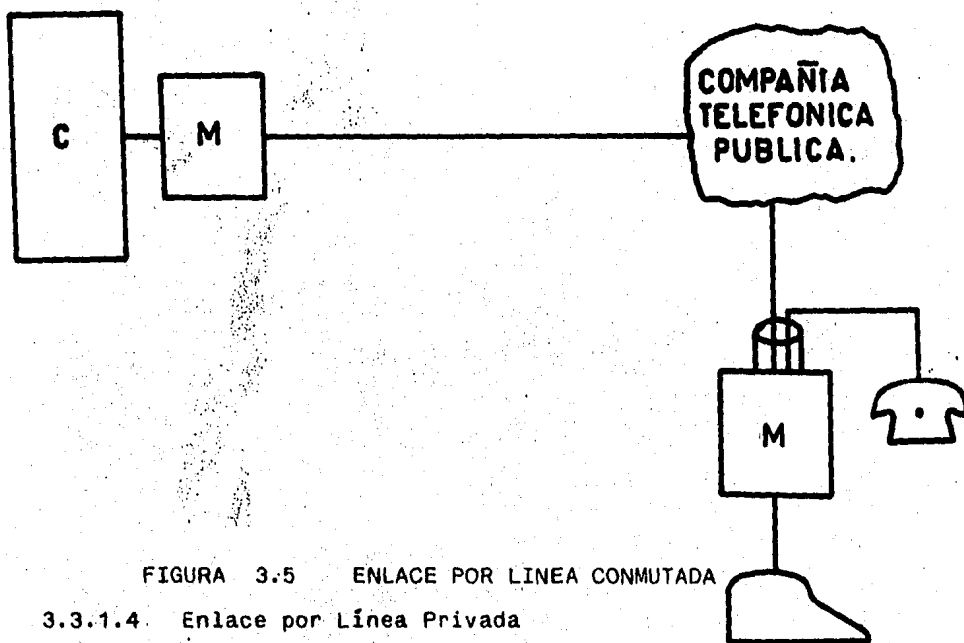 C
M
COMPAÑIA
TELEFONICA
PUBLICA.
M
FIGURA 3.5 ENLACE POR LINEA CONMUTADA
3.3.1.4. Enlace por Línea Privada